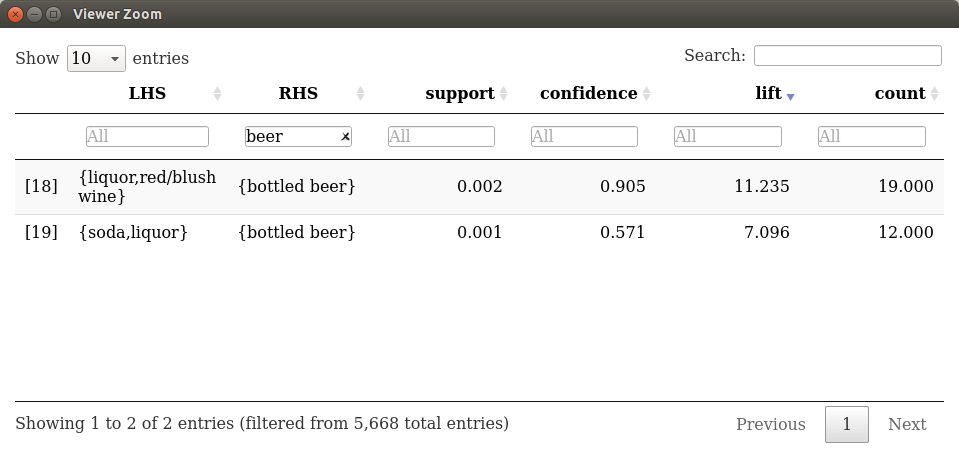 Viewer Zoom
Show 10 entries Search:
LHS RHS support confidence lift count
All beer All All All All
[18] {liquor,red/blush wine} {bottled beer} 0.002 0.905 11.235 19.000
[19] {soda,liquor} {bottled beer} 0.001 0.571 7.096 12.000
Showing 1 to 2 of 2 entries (filtered from 5,668 total entries) Previous 1 Next